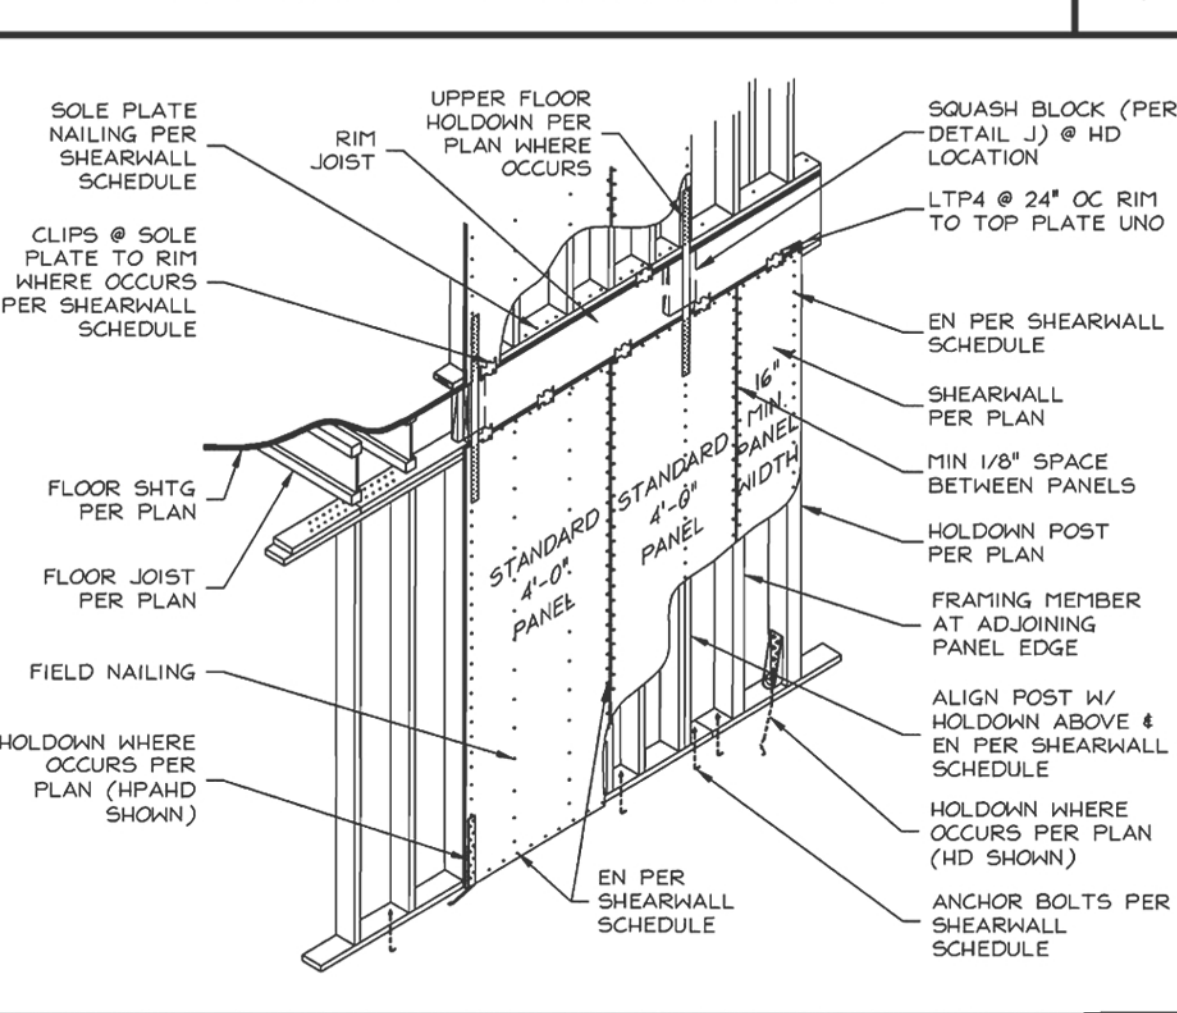 SOLE PLATE
NAILING PER
SHEARWALL
SCHEDULE
RIM
JOIST
UPPER FLOOR
HOLDOWN PER
PLAN WHERE
OCCURS
SQUASH BLOCK (PER
DETAIL J) @ HD
LOCATION
LTP4 @ 24" OC RIM
TO TOP PLATE UNO
CLIPS @ SOLE
PLATE TO RIM
WHERE OCCURS
PER SHEARWALL
SCHEDULE
EN PER SHEARWALL
SCHEDULE
SHEARWALL
PER PLAN
MIN 1/8" SPACE
BETWEEN PANELS
16"
MIN.
PANEL
WIDTH
STANDARD
4'-0"
PANEL
STANDARD
4'-0"
PANEL
FLOOR SHTG
PER PLAN
FLOOR JOIST
PER PLAN
HOLDOWN POST
PER PLAN
FRAMING MEMBER
AT ADJOINING
PANEL EDGE
FIELD NAILING
ALIGN POST W/
HOLDOWN ABOVE &
EN PER SHEARWALL
SCHEDULE
HOLDOWN WHERE
OCCURS PER
PLAN (HPAHD
SHOWN)
HOLDOWN WHERE
OCCURS PER PLAN
(HD SHOWN)
EN PER
SHEARWALL
SCHEDULE
ANCHOR BOLTS PER
SHEARWALL
SCHEDULE